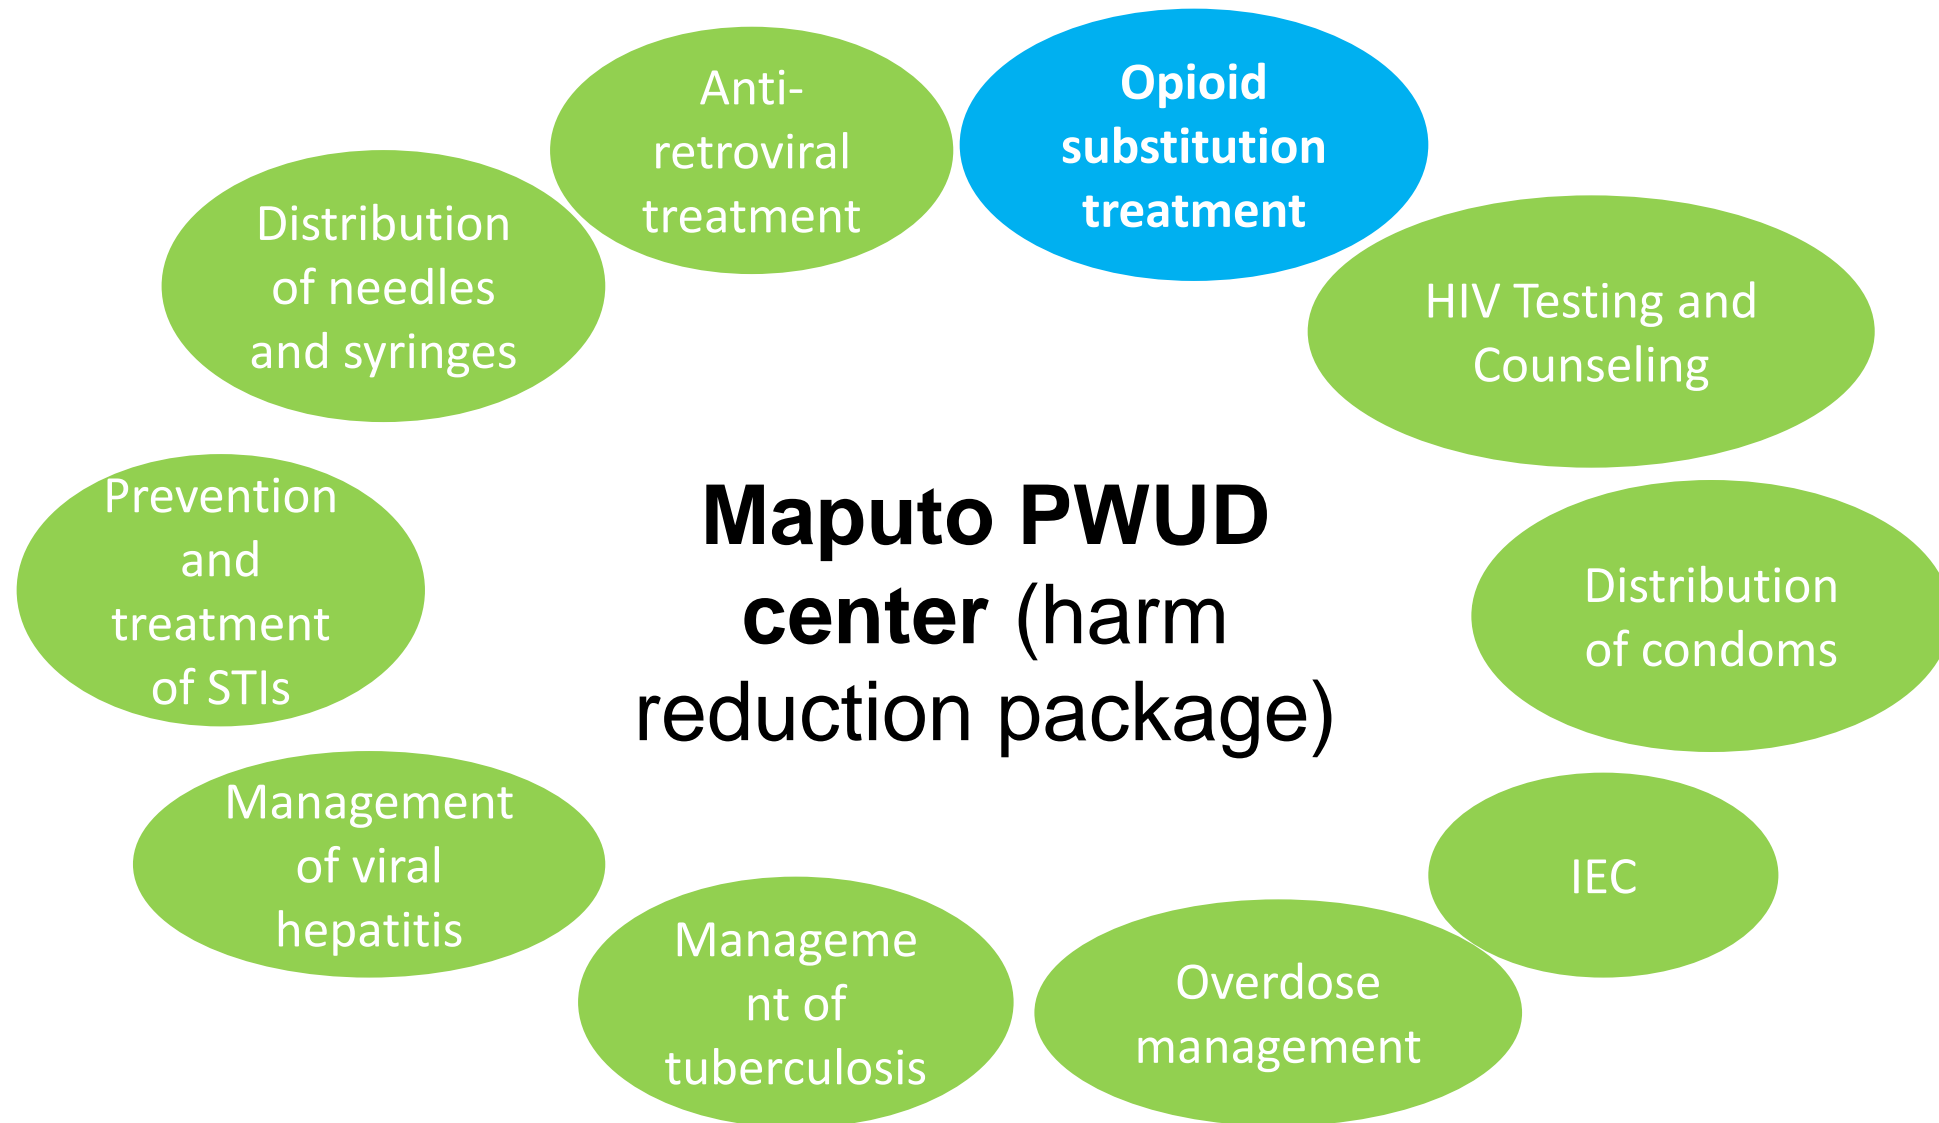 Anti-
retroviral
treatment
Opioid
substitution
treatment
Distribution
of needles
and syringes
HIV Testing and
Counseling
Prevention
and
treatment
of STIs
Maputo PWUD
center (harm
reduction package)
Distribution
of condoms
Management
of viral
hepatitis
IEC
Manageme
nt of
tuberculosis
Overdose
management